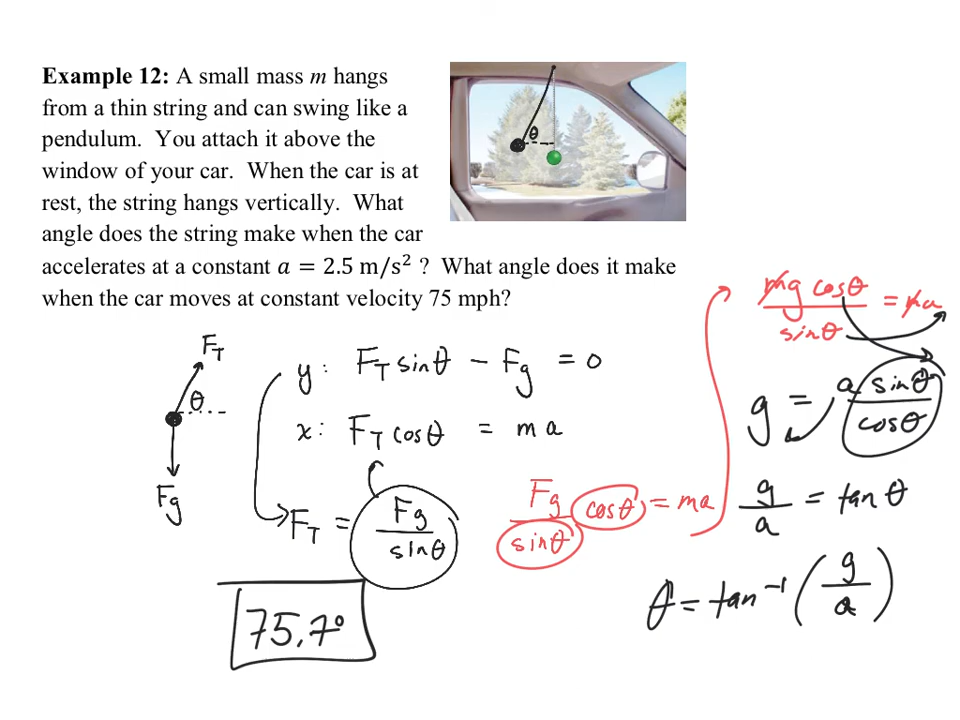 Example 12: A small mass m hangs
from a thin string and can swing like a
pendulum. You attach it above the
window of your car. When the car is at
rest, the string hangs vertically. What
angle does the string make when the car
accelerates at a constant a = 2.5 m/s² ? What angle does it make
when the car moves at constant velocity 75 mph?
θ
F_T
θ
Fg
y: F_T sinθ − Fg = 0
x: F_T cosθ = ma
F_T = Fg/sinθ
Fg/sinθ cosθ = ma
mg cosθ/sinθ = ma
g = a sinθ/cosθ
g/a = tanθ
θ = tan⁻¹(g/a)
75.7°